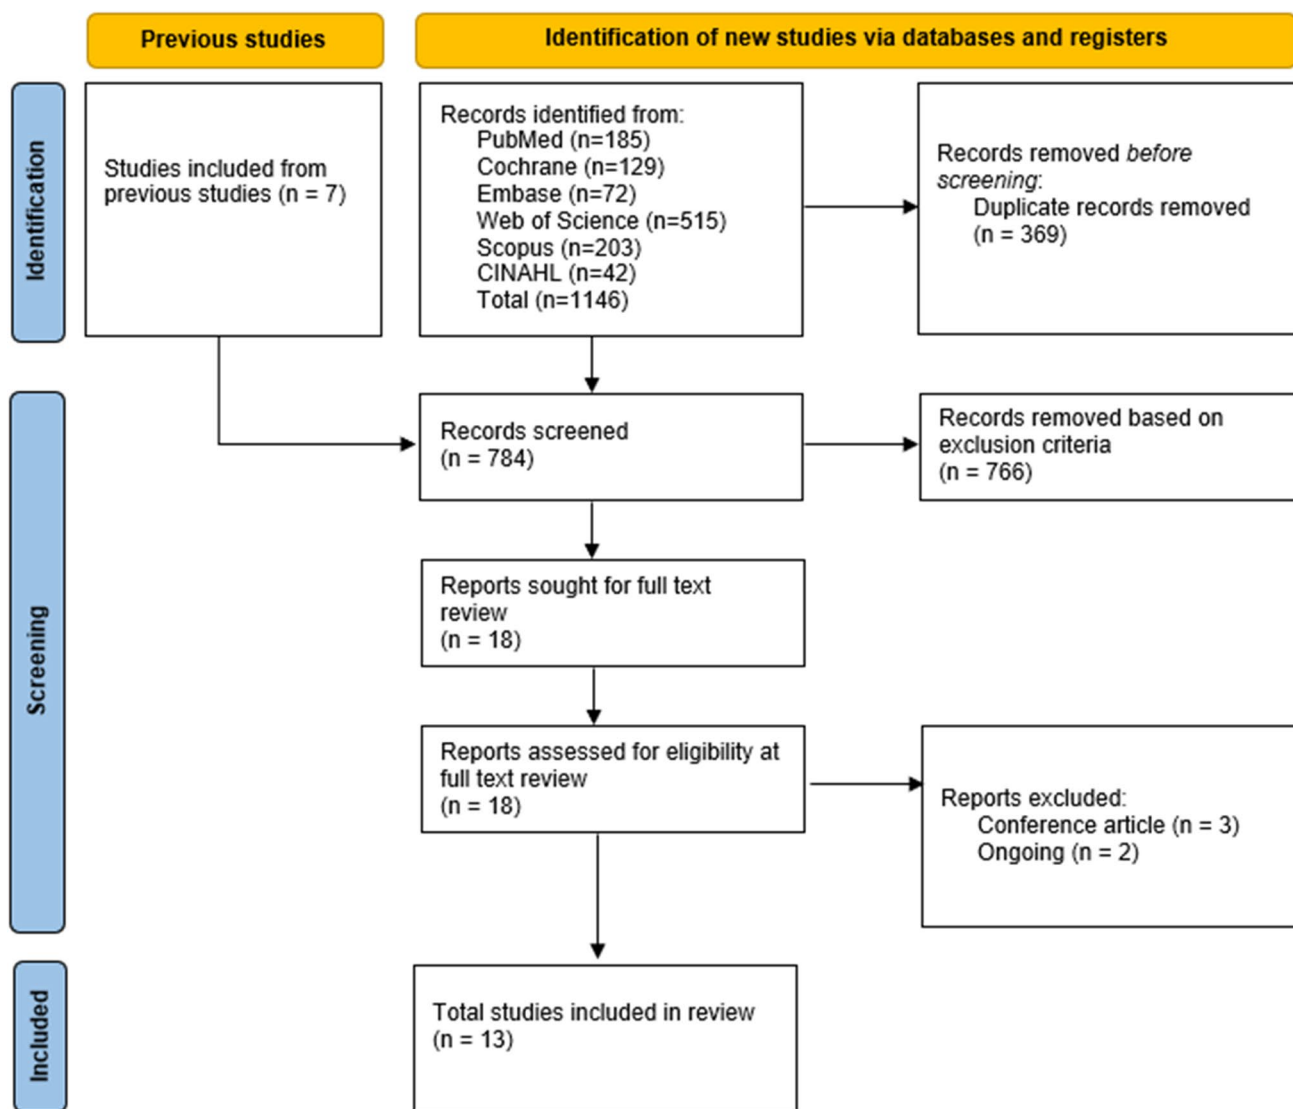 Previous studies
Identification of new studies via databases and registers
Identification
Studies included from
previous studies (n = 7)
Records identified from:
PubMed (n=185)
Cochrane (n=129)
Embase (n=72)
Web of Science (n=515)
Scopus (n=203)
CINAHL (n=42)
Total (n=1146)
Records removed before
screening:
Duplicate records removed
(n = 369)
Screening
Records screened
(n = 784)
Records removed based on
exclusion criteria
(n = 766)
Reports sought for full text
review
(n = 18)
Reports assessed for eligibility at
full text review
(n = 18)
Reports excluded:
Conference article (n = 3)
Ongoing (n = 2)
Included
Total studies included in review
(n = 13)